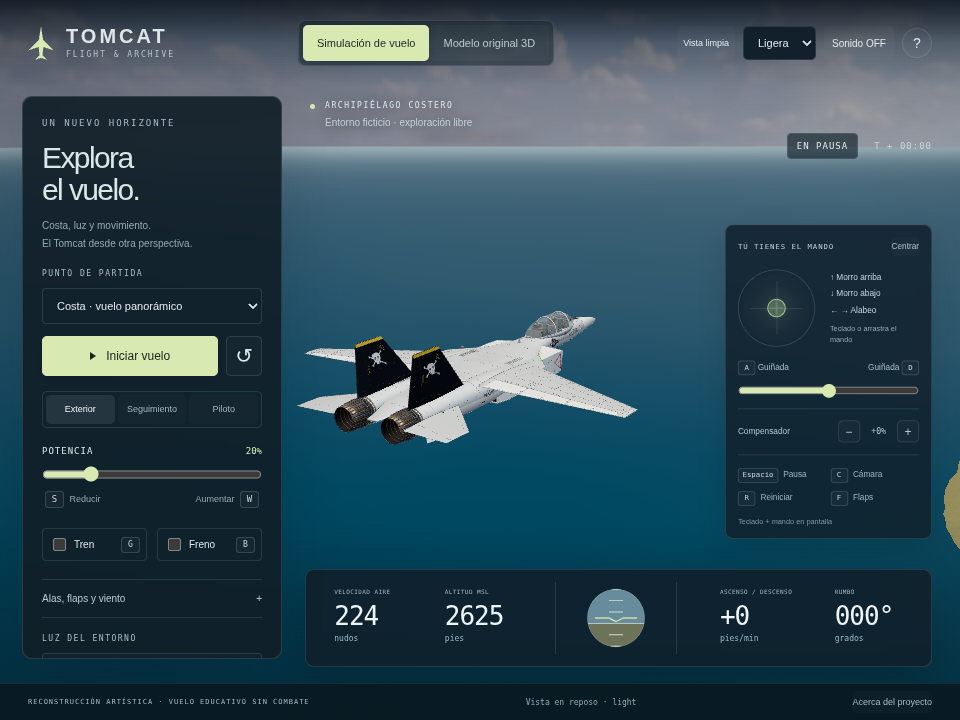 TOMCAT
FLIGHT & ARCHIVE
Simulación de vuelo
Modelo original 3D
Vista limpia
Ligera
Sonido OFF
?
UN NUEVO HORIZONTE
Explora
el vuelo.
Costa, luz y movimiento.
El Tomcat desde otra perspectiva.
PUNTO DE PARTIDA
Costa · vuelo panorámico
Iniciar vuelo
↺
Exterior
Seguimiento
Piloto
POTENCIA
20%
S Reducir
Aumentar W
Tren G
Freno B
Alas, flaps y viento +
LUZ DEL ENTORNO
ARCHIPIÉLAGO COSTERO
Entorno ficticio · exploración libre
EN PAUSA
T + 00:00
TÚ TIENES EL MANDO
Centrar
↑ Morro arriba
↓ Morro abajo
← → Alabeo
Teclado o arrastra el
mando
A Guiñada
Guiñada D
Compensador
− +0% +
Espacio Pausa
C Cámara
R Reiniciar
F Flaps
Teclado + mando en pantalla
VELOCIDAD AIRE
224
nudos
ALTITUD MSL
2625
pies
ASCENSO / DESCENSO
+0
pies/min
RUMBO
000°
grados
RECONSTRUCCIÓN ARTÍSTICA · VUELO EDUCATIVO SIN COMBATE
Vista en reposo · light
Acerca del proyecto